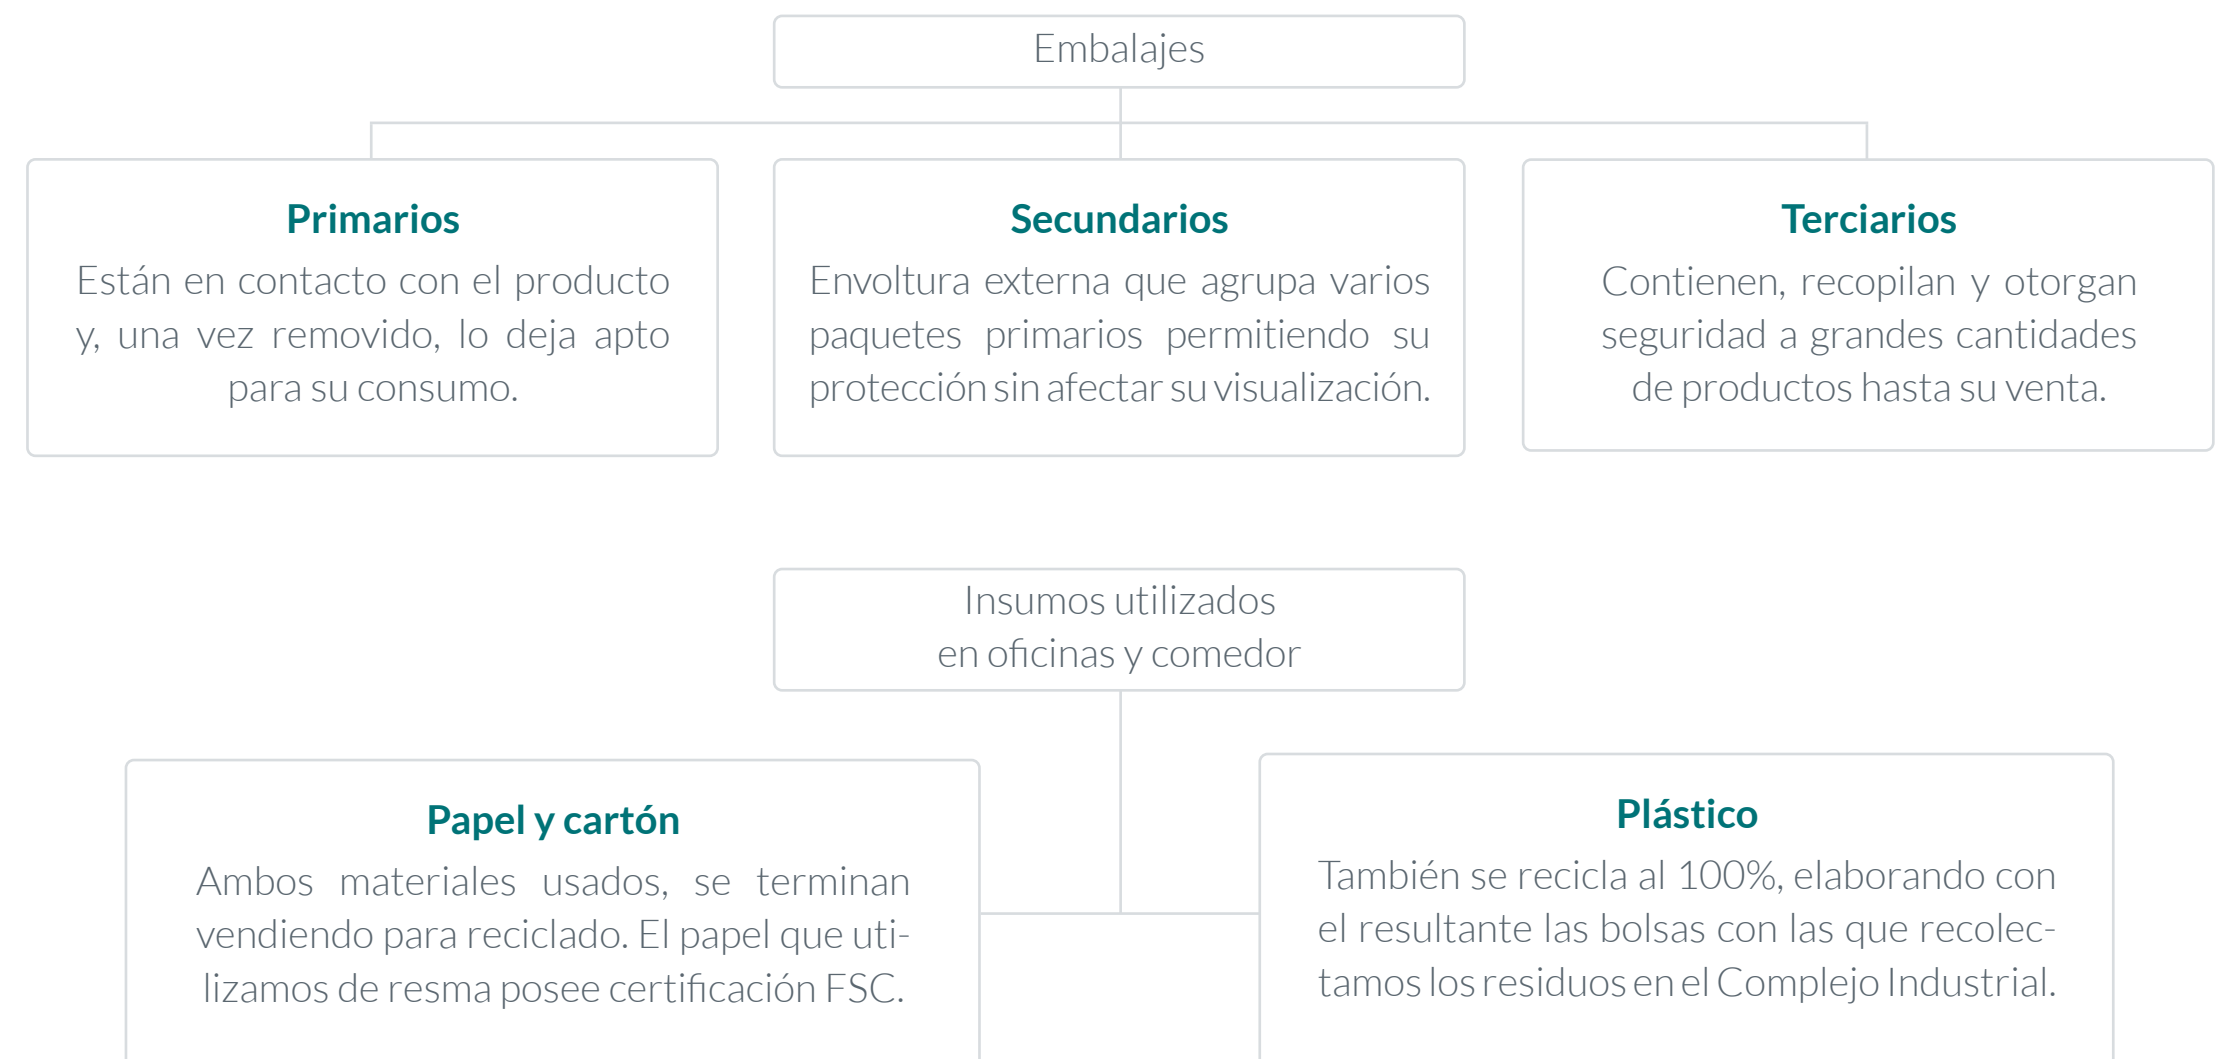 Embalajes
Primarios
Están en contacto con el producto
y, una vez removido, lo deja apto
para su consumo.
Secundarios
Envoltura externa que agrupa varios
paquetes primarios permitiendo su
protección sin afectar su visualización.
Terciarios
Contienen, recopilan y otorgan
seguridad a grandes cantidades
de productos hasta su venta.
Insumos utilizados
en oficinas y comedor
Papel y cartón
Ambos materiales usados, se terminan
vendiendo para reciclado. El papel que uti-
lizamos de resma posee certificación FSC.
Plástico
También se recicla al 100%, elaborando con
el resultante las bolsas con las que recolec-
tamos los residuos en el Complejo Industrial.